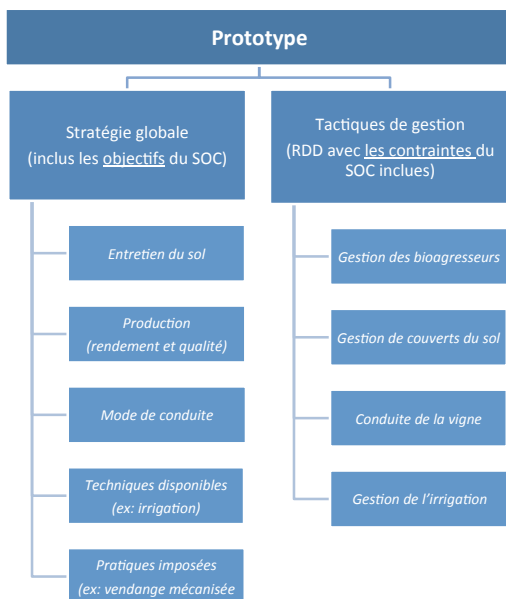 Prototype
Stratégie globale
(inclus les objectifs du SOC)
Entretien du sol
Production
(rendement et qualité)
Mode de conduite
Techniques disponibles
(ex: irrigation)
Pratiques imposées
(ex: vendange mécanisée
Tactiques de gestion
(RDD avec les contraintes du
SOC inclues)
Gestion des bioagresseurs
Gestion de couverts du sol
Conduite de la vigne
Gestion de l'irrigation